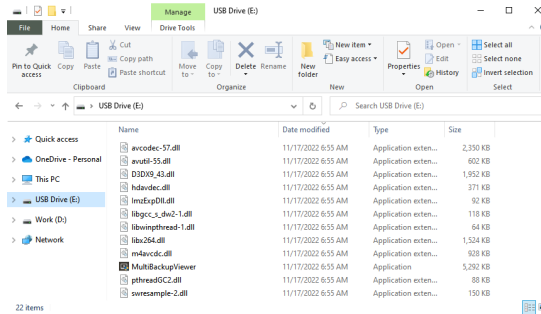 Manage
USB Drive (E:)
File
Home
Share
View
Drive Tools
Pin to Quick access
Copy
Paste
Cut
Copy path
Paste shortcut
Clipboard
Move to
Copy to
Delete
Rename
Organize
New folder
New item
Easy access
New
Properties
Open
Edit
History
Open
Select all
Select none
Invert selection
Select
USB Drive (E:)
Search USB Drive (E:)
Quick access
OneDrive - Personal
This PC
USB Drive (E:)
Work (D:)
Network
Name Date modified Type Size
avcodec-57.dll 11/17/2022 6:55 AM Application exten... 2,350 KB
avutil-55.dll 11/17/2022 6:55 AM Application exten... 602 KB
D3DX9_43.dll 11/17/2022 6:55 AM Application exten... 1,952 KB
hdavdec.dll 11/17/2022 6:55 AM Application exten... 371 KB
lmzExpDll.dll 11/17/2022 6:55 AM Application exten... 92 KB
libgcc_s_dw2-1.dll 11/17/2022 6:55 AM Application exten... 118 KB
libwinpthread-1.dll 11/17/2022 6:55 AM Application exten... 64 KB
libx264.dll 11/17/2022 6:55 AM Application exten... 1,524 KB
m4avcdc.dll 11/17/2022 6:55 AM Application exten... 928 KB
MultiBackupViewer 11/17/2022 6:55 AM Application 5,292 KB
pthreadGC2.dll 11/17/2022 6:55 AM Application exten... 88 KB
swresample-2.dll 11/17/2022 6:55 AM Application exten... 150 KB
22 items